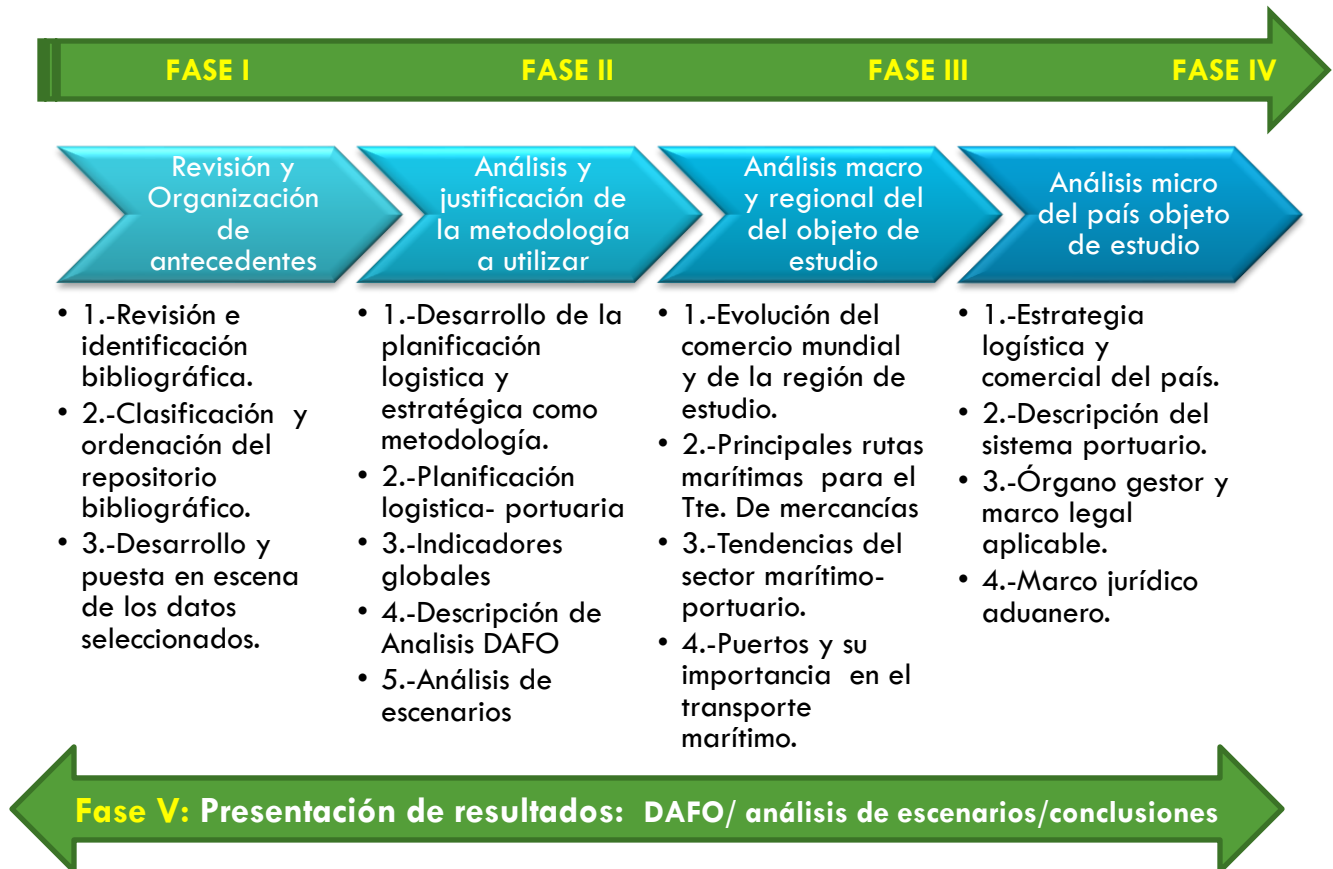 FASE I FASE II FASE III FASE IV
Revisión y
Organización
de
antecedentes
Análisis y
justificación de
la metodología
a utilizar
Análisis macro
y regional del
del objeto de
estudio
Análisis micro
del país objeto
de estudio
• 1.-Revisión e
identificación
bibliográfica.
• 2.-Clasificación y
ordenación del
repositorio
bibliográfico.
• 3.-Desarrollo y
puesta en escena
de los datos
seleccionados.
• 1.-Desarrollo de la
planificación
logistica y
estratégica como
metodología.
• 2.-Planificación
logistica- portuaria
• 3.-Indicadores
globales
• 4.-Descripción de
Analisis DAFO
• 5.-Análisis de
escenarios
• 1.-Evolución del
comercio mundial
y de la región de
estudio.
• 2.-Principales rutas
marítimas para el
Tte. De mercancías
• 3.-Tendencias del
sector marítimo-
portuario.
• 4.-Puertos y su
importancia en el
transporte
marítimo.
• 1.-Estrategia
logística y
comercial del país.
• 2.-Descripción del
sistema portuario.
• 3.-Órgano gestor y
marco legal
aplicable.
• 4.-Marco jurídico
aduanero.
Fase V: Presentación de resultados: DAFO/ análisis de escenarios/conclusiones